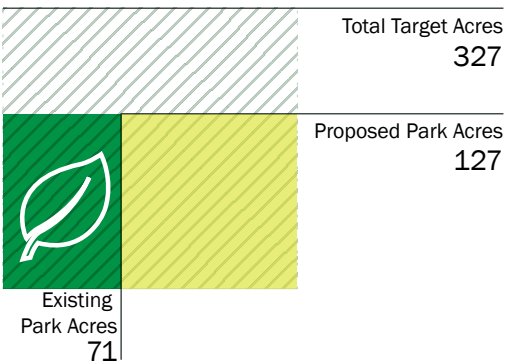 Total Target Acres
327
Proposed Park Acres
127
Existing
Park Acres
71